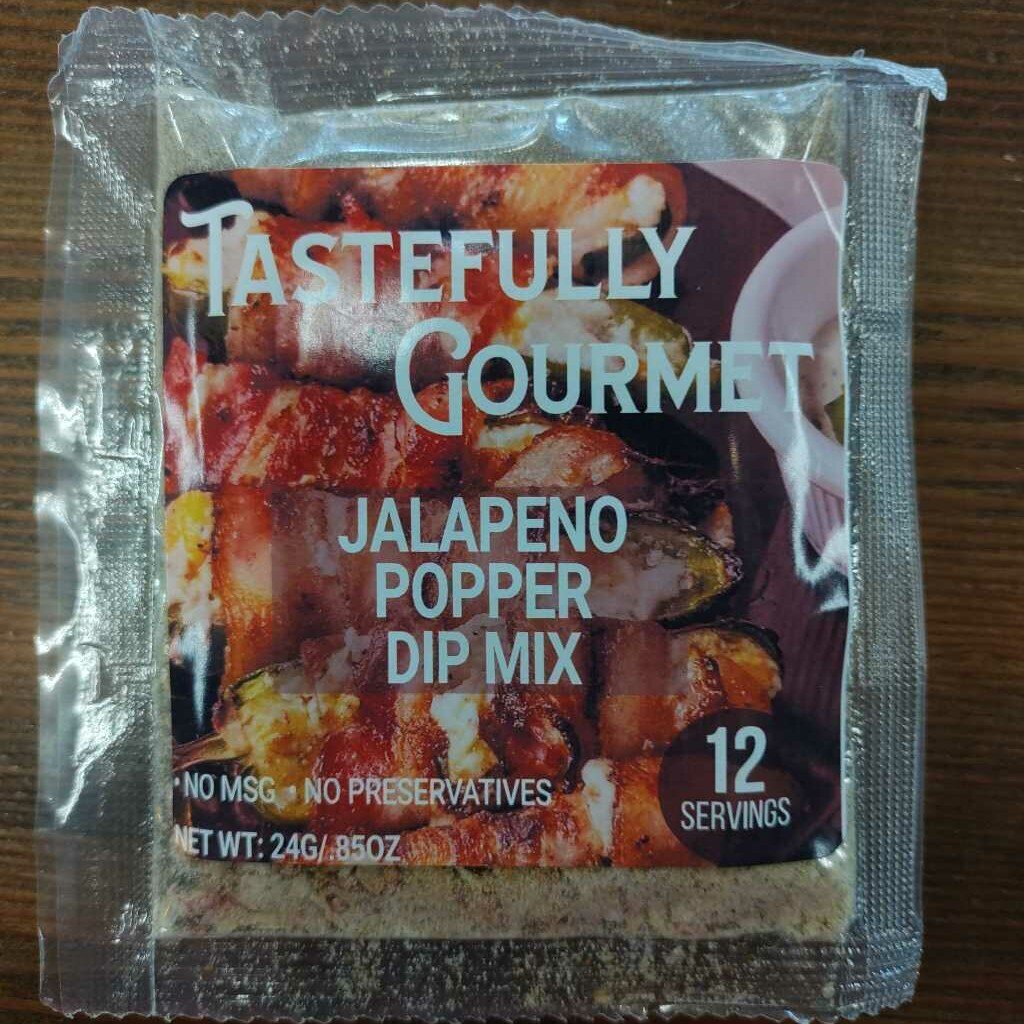 TASTEFULLY
GOURMET
JALAPENO
POPPER
DIP MIX
• NO MSG • NO PRESERVATIVES
NET WT: 24G/.85OZ
12
SERVINGS